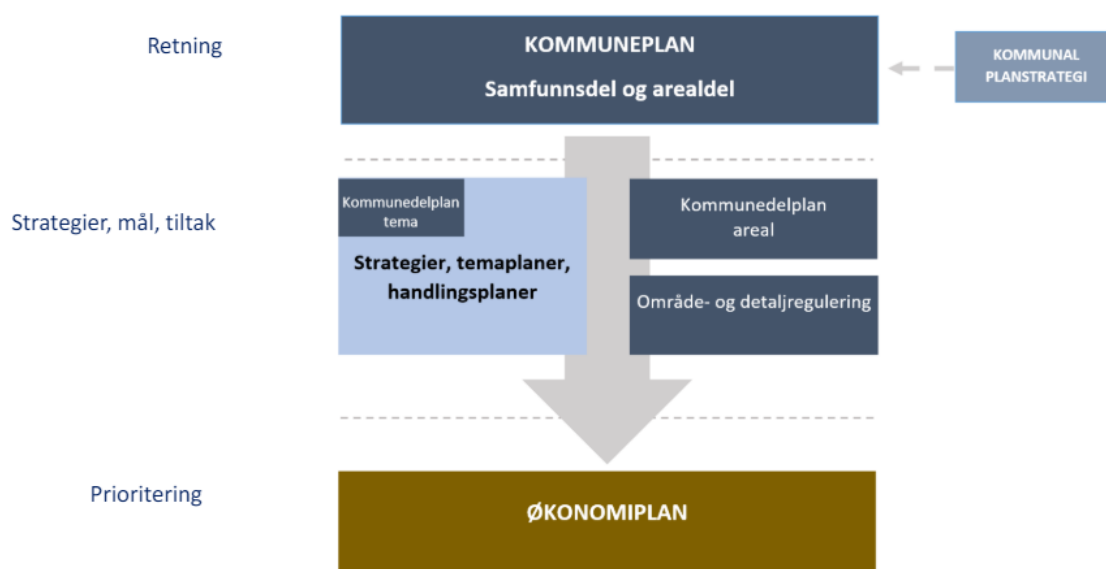 Retning
KOMMUNEPLAN
Samfunnsdel og arealdel
KOMMUNAL
PLANSTRATEGI
Strategier, mål, tiltak
Kommunedelplan
tema
Strategier, temaplaner,
handlingsplaner
Kommunedelplan
areal
Område- og detaljregulering
Prioritering
ØKONOMIPLAN